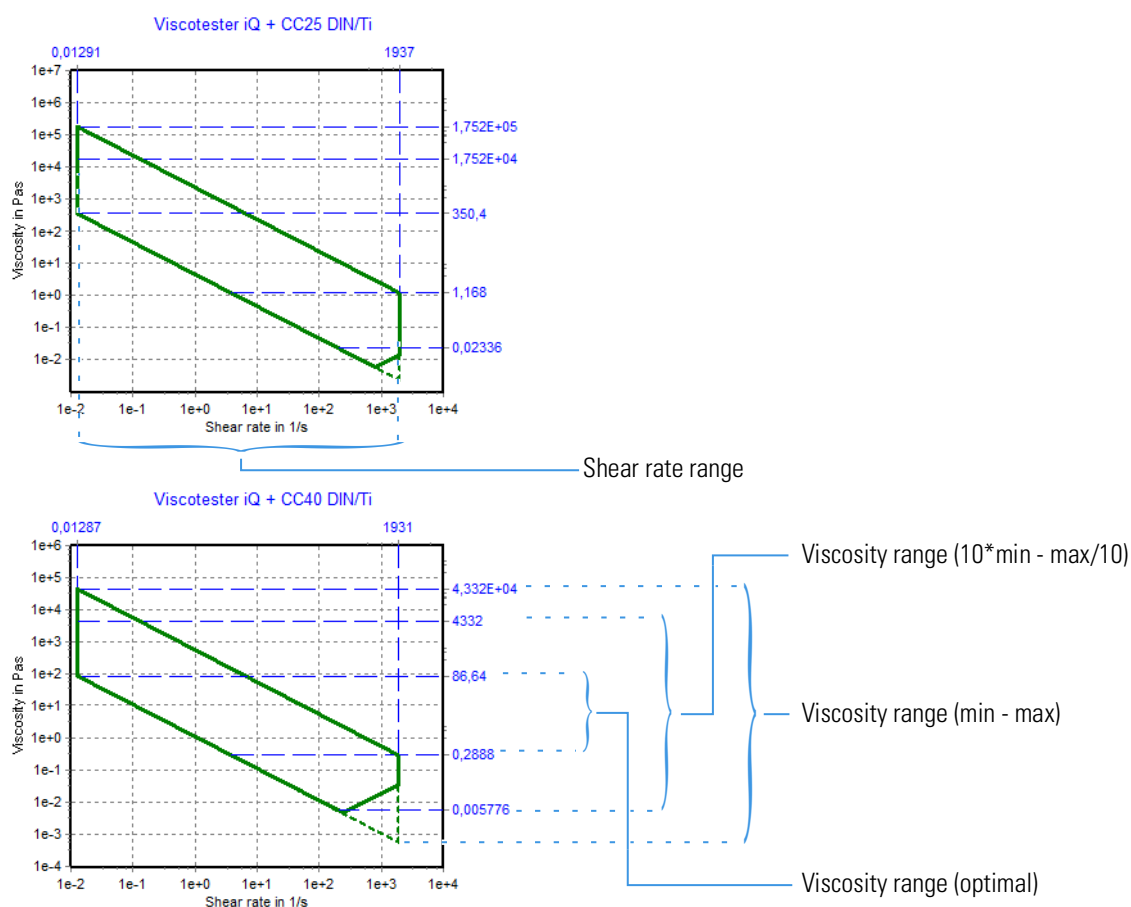 Viscotester iQ + CC25 DIN/Ti
0,01291 1937
1e+7
1e+6
1e+5
1e+4
1e+3
1e+2
1e+1
1e+0
1e-1
1e-2
Viscosity in Pas
1,752E+05
1,752E+04
350,4
1,168
0,02336
1e-2 1e-1 1e+0 1e+1 1e+2 1e+3 1e+4
Shear rate in 1/s
Shear rate range
Viscotester iQ + CC40 DIN/Ti
0,01287 1931
1e+6
1e+5
1e+4
1e+3
1e+2
1e+1
1e+0
1e-1
1e-2
1e-3
1e-4
Viscosity in Pas
4,332E+04
4332
86,64
0,2888
0,005776
1e-2 1e-1 1e+0 1e+1 1e+2 1e+3 1e+4
Shear rate in 1/s
Viscosity range (10*min - max/10)
Viscosity range (min - max)
Viscosity range (optimal)